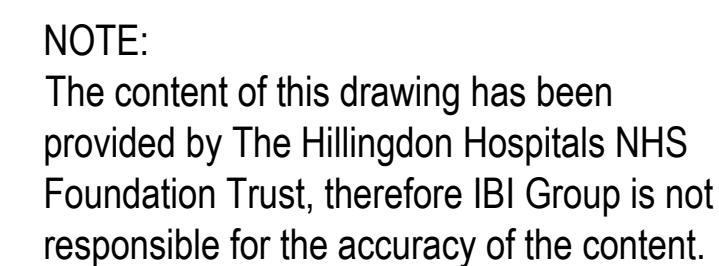 NOTE:
The content of this drawing has been
provided by The Hillingdon Hospitals NHS
Foundation Trust, therefore IBI Group is not
responsible for the accuracy of the content.